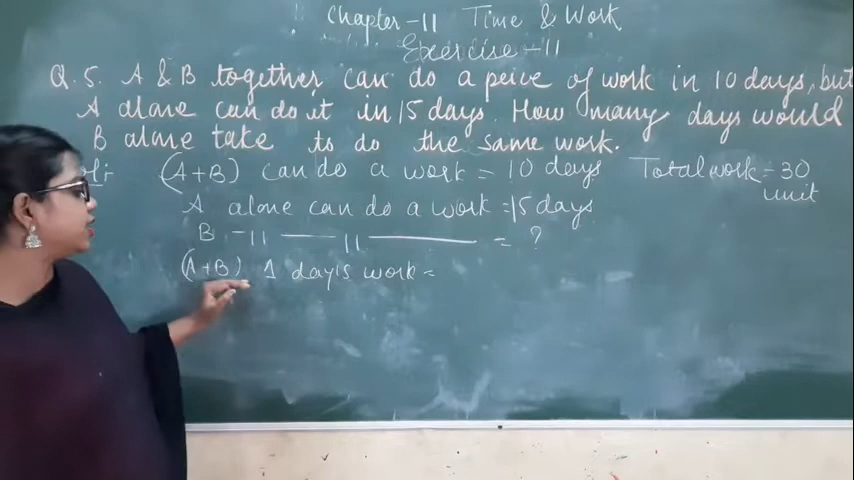 Chapter-11 Time & Work
Exercise-11
Q.5. A & B together can do a peice of work in 10 days, but
A alone can do it in 15 days. How many days would
B alone take to do the same work.
(A+B) can do a work = 10 days Total work = 30
unit
A alone can do a work = 15 days
B -11 —— 11 —— = ?
(A+B) 1 day's work =